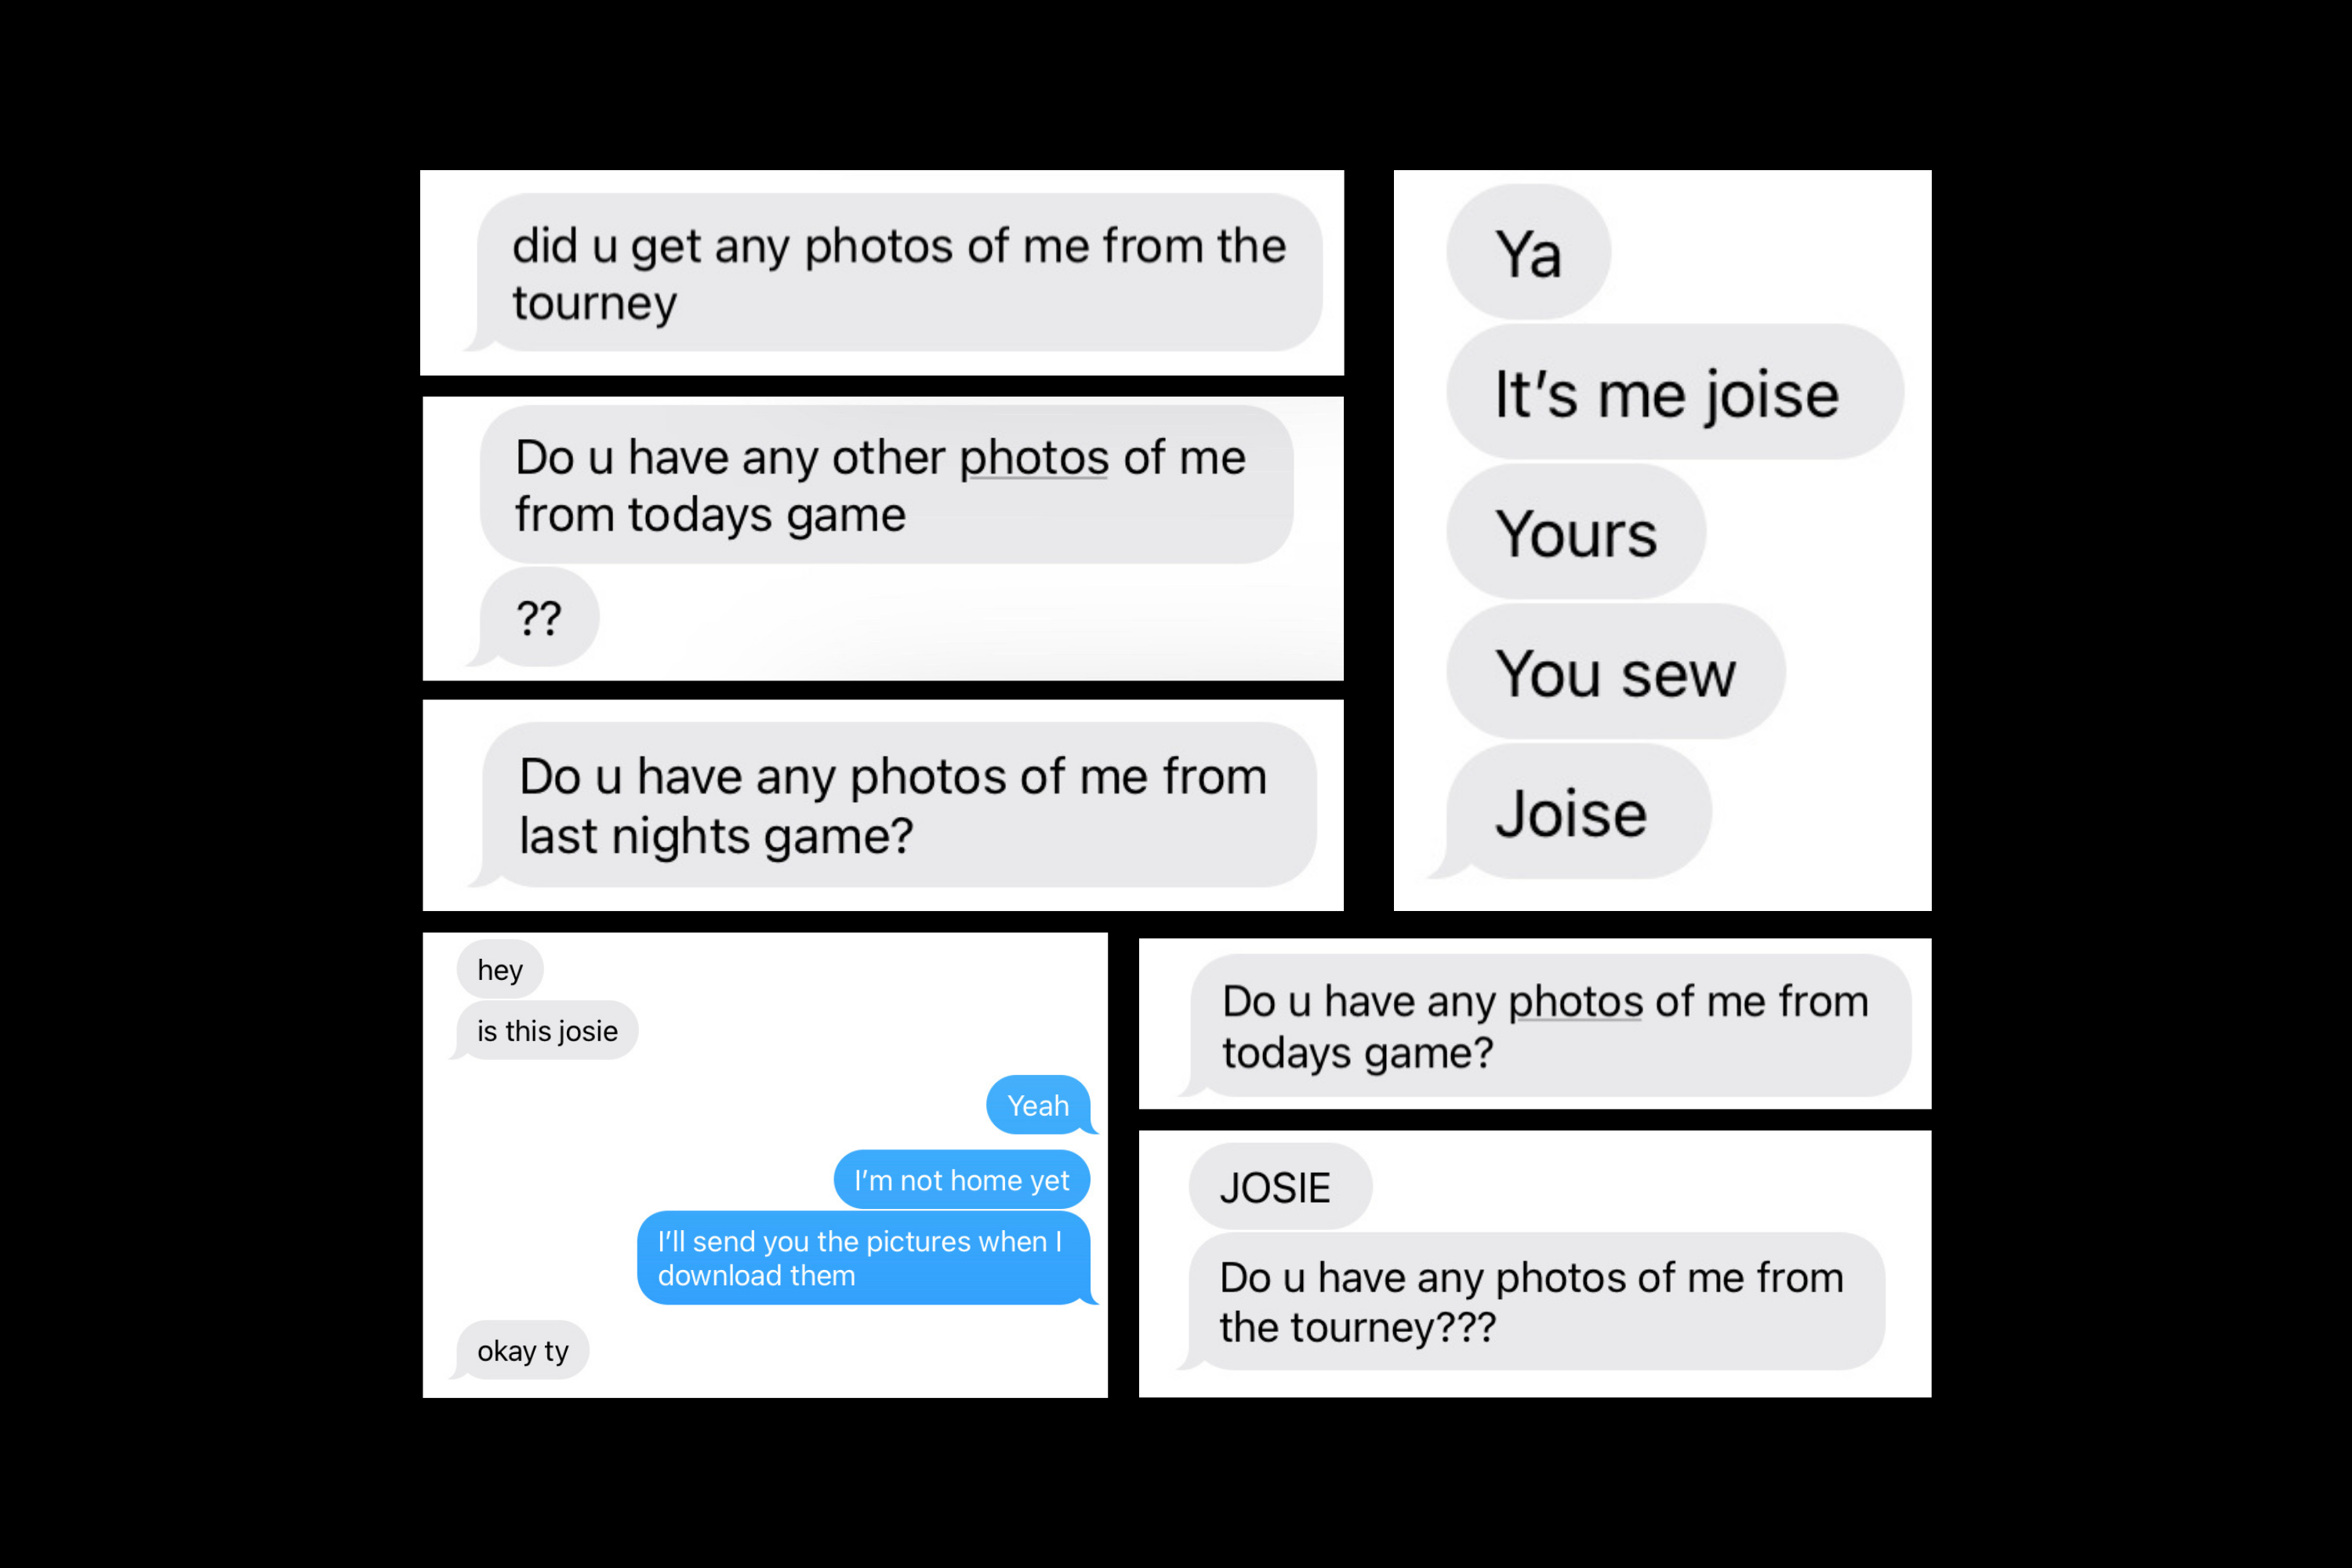 did u get any photos of me from the
tourney
Do u have any other photos of me
from todays game
??
Do u have any photos of me from
last nights game?
Ya
It’s me joise
Yours
You sew
Joise
hey
is this josie
Yeah
I’m not home yet
I’ll send you the pictures when I
download them
okay ty
Do u have any photos of me from
todays game?
JOSIE
Do u have any photos of me from
the tourney???